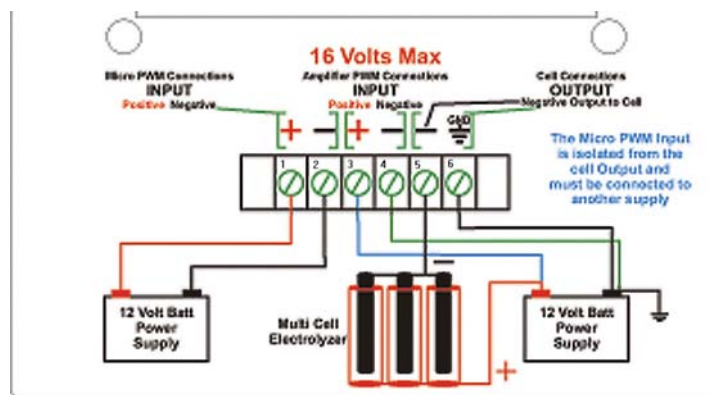 16 Volts Max
Micro PWM Connections
INPUT
Positive Negative
Amplifier PWM Connections
INPUT
Positive Negative
Cell Connections
OUTPUT
Negative Output to Cell
+ − + − − GND
The Micro PWM Input
is isolated from the
cell Output and
must be connected to
another supply
1 2 3 4 5 6
12 Volt Batt
Power
Supply
Multi Cell
Electrolyzer
−
+
12 Volt Batt
Power
Supply